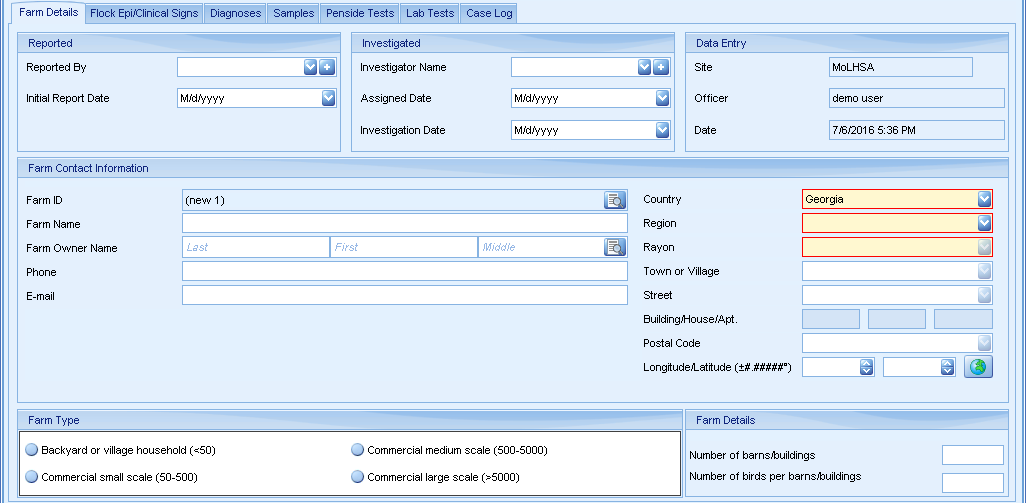 Farm Details Flock Epi/Clinical Signs Diagnoses Samples Penside Tests Lab Tests Case Log
Reported
Reported By
Initial Report Date M/d/yyyy
Investigated
Investigator Name
Assigned Date M/d/yyyy
Investigation Date M/d/yyyy
Data Entry
Site MoLHSA
Officer demo user
Date 7/6/2016 5:36 PM
Farm Contact Information
Farm ID (new 1)
Farm Name
Farm Owner Name Last First Middle
Phone
E-mail
Country Georgia
Region
Rayon
Town or Village
Street
Building/House/Apt.
Postal Code
Longitude/Latitude (±#.#####°)
Farm Type
Backyard or village household (<50) Commercial medium scale (500-5000)
Commercial small scale (50-500) Commercial large scale (>5000)
Farm Details
Number of barns/buildings
Number of birds per barns/buildings